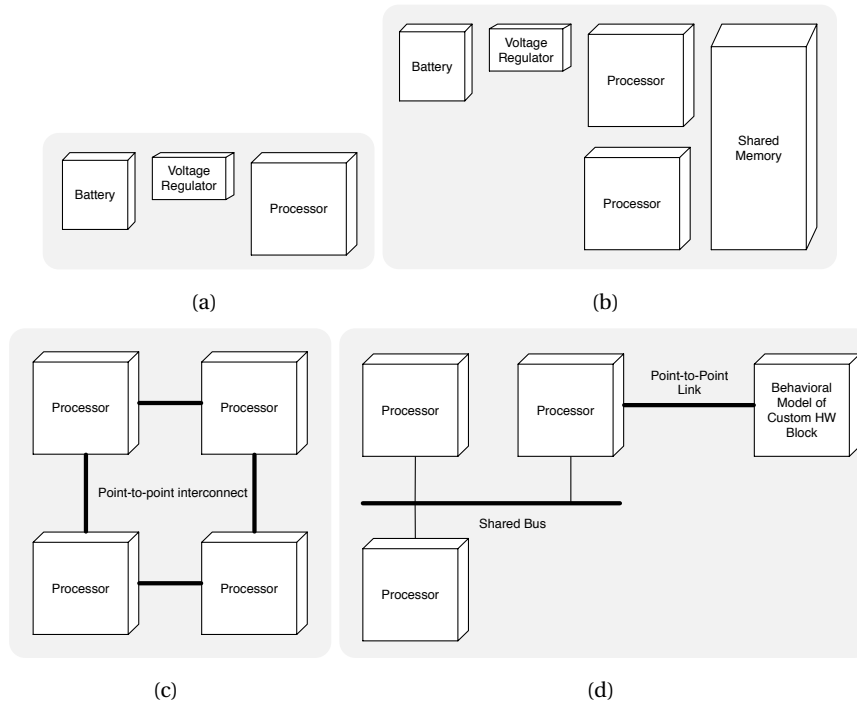 Battery
Voltage
Regulator
Processor
(a)
Battery
Voltage
Regulator
Processor
Processor
Shared
Memory
(b)
Processor
Processor
Point-to-point interconnect
Processor
Processor
(c)
Processor
Processor
Point-to-Point
Link
Behavioral
Model of
Custom HW
Block
Shared Bus
Processor
(d)